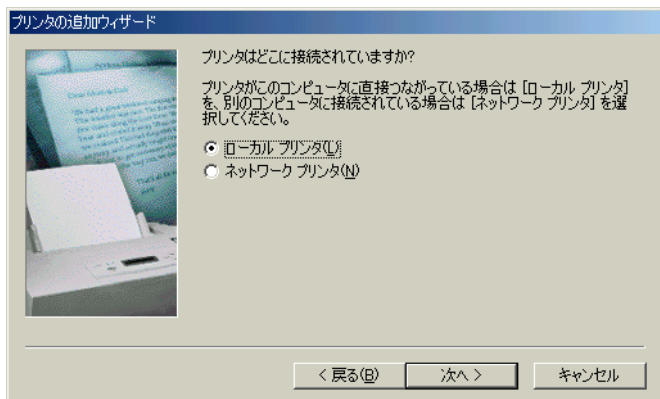 プリンタの追加ウィザード
プリンタはどこに接続されていますか?
プリンタがこのコンピュータに直接つながっている場合は [ローカル プリンタ]
を、別のコンピュータに接続されている場合は [ネットワーク プリンタ] を選
択してください。
ローカル プリンタ(L)
ネットワーク プリンタ(N)
< 戻る(B)
次へ >
キャンセル